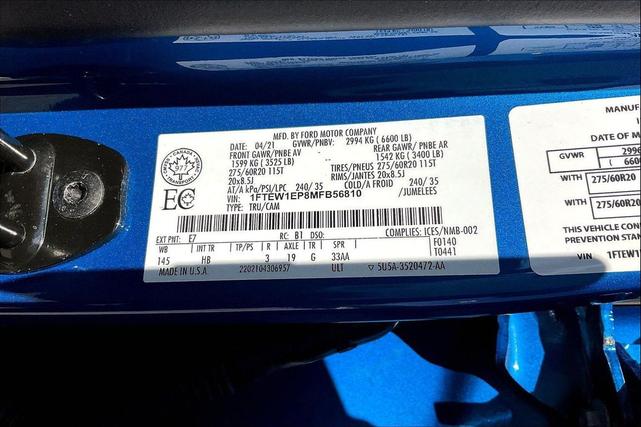 MFD. BY FORD MOTOR COMPANY
DATE: 04/21 GVWR/PNBV: 2994 KG ( 6600 LB)
FRONT GAWR/PNBE AV REAR GAWR/ PNBE AR
1599 KG ( 3525 LB) 1542 KG ( 3400 LB)
275/60R20 115T TIRES/PNEUS 275/60R20 115T
20x8.5J RIMS/JANTES 20x8.5J
AT/A kPa/PSI/LPC 240/ 35 COLD/A FROID 240/ 35
VIN: 1FTEW1EP8MFB56810 /JUMELEES
TYPE: TRU/CAM
CANADA
EC
EXT PNT: E7 RC: B1 DSO: COMPLIES: ICES/NMB-002
WB INT TR TP/PS R AXLE TR SPR F0140
145 HB 3 19 G 33AA T0441
MADE IN U.S.A. 2202104306957 ULT 5U5A-3520472-AA
MANUF
DATE OF M
GVWR 2996
( 660
WITH 275/60R20
WITH 275/60R20
THIS VEHICLE CONF
PREVENTION STAN
VIN 1FTEW1